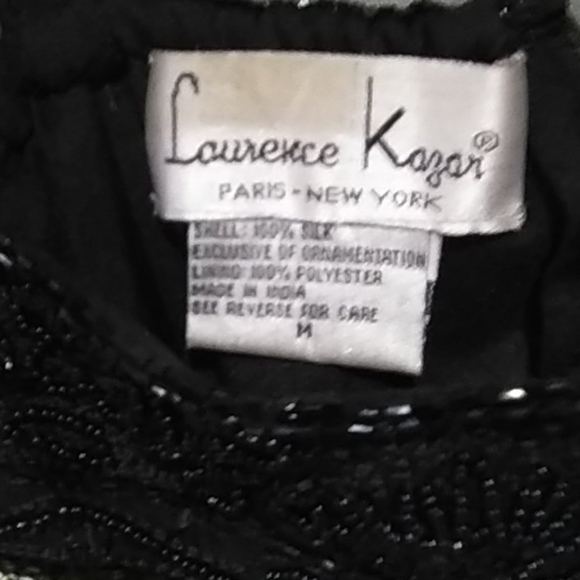 Laurence Kazar®
PARIS - NEW YORK
SHELL: 100% SILK
EXCLUSIVE OF ORNAMENTATION
LINING 100% POLYESTER
MADE IN INDIA
SEE REVERSE FOR CARE
M